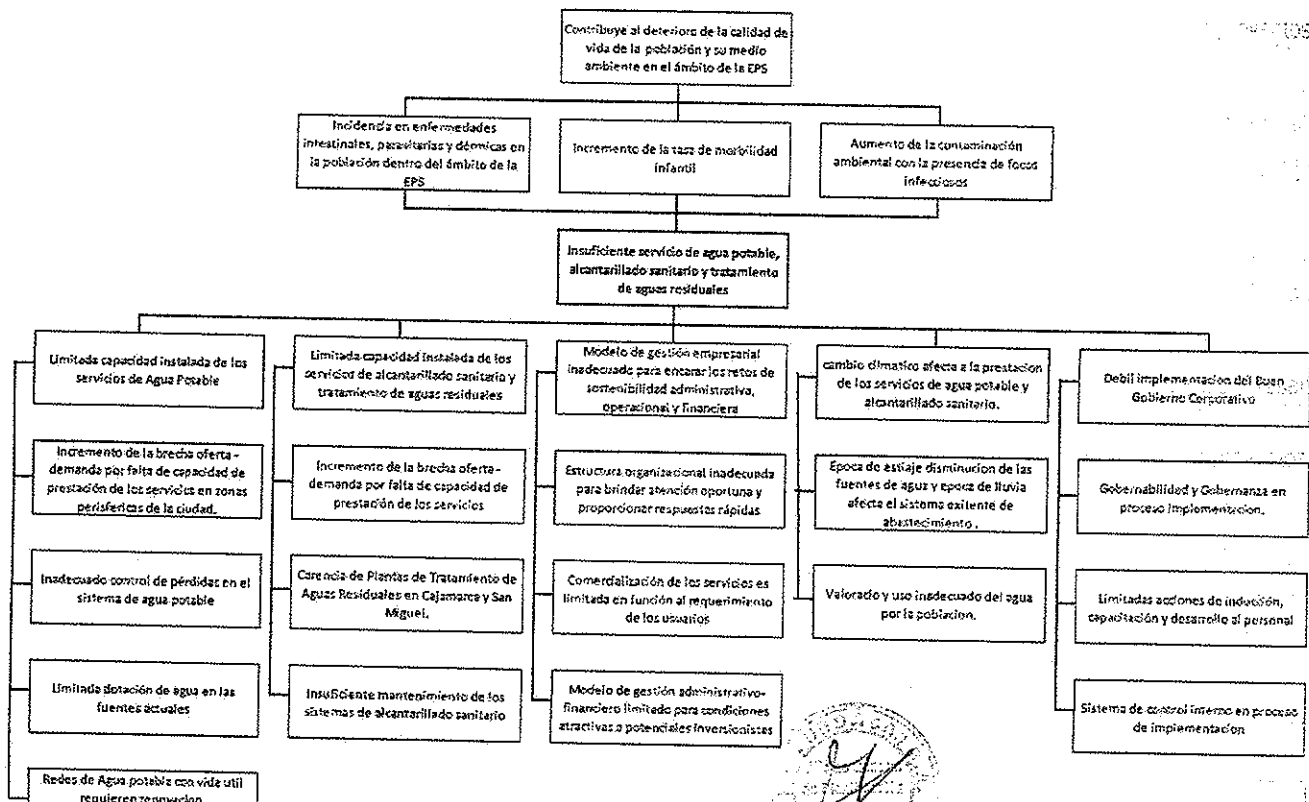 Contribuye al deterioro de la calidad de
vida de la población y su medio
ambiente en el ámbito de la EPS
Incidencia en enfermedades
intestinales, parasitarias y dérmicas en
la población dentro del ámbito de la
EPS
Incremento de la tasa de morbilidad
infantil
Aumento de la contaminación
ambiental con la presencia de focos
infecciosos
Insuficiente servicio de agua potable,
alcantarillado sanitario y tratamiento
de aguas residuales
Limitada capacidad instalada de los
servicios de Agua Potable
Incremento de la brecha oferta -
demanda por falta de capacidad de
prestación de los servicios en zonas
perisfericas de la ciudad.
Inadecuado control de pérdidas en el
sistema de agua potable
Limitada dotación de agua en las
fuentes actuales
Redes de Agua potable con vida util
requieren renovacion
Limitada capacidad instalada de los
servicios de alcantarillado sanitario y
tratamiento de aguas residuales
Incremento de la brecha oferta -
demanda por falta de capacidad de
prestación de los servicios
Carencia de Plantas de Tratamiento de
Aguas Residuales en Cajamarca y San
Miguel.
Insuficiente mantenimiento de los
sistemas de alcantarillado sanitario
Modelo de gestión empresarial
inadecuado para encarar los retos de
sostenibilidad administrativa,
operacional y financiera
Estructura organizacional inadecuada
para brindar atención oportuna y
proporcionar respuestas rápidas
Comercialización de los servicios es
limitada en función al requerimiento
de los usuarios
Modelo de gestión administrativo-
financiero limitado para condiciones
atractivas a potenciales inversionistas
cambio climatico afecta a la prestacion
de los servicios de agua potable y
alcantarillado sanitario.
Epoca de estiaje disminucion de las
fuentes de agua y epoca de lluvia
afecta el sistema exitente de
abastecimiento .
Valorado y uso inadecuado del agua
por la poblacion.
Debil implementacion del Buan
Gobierno Corporativo
Gobernabilidad y Gobernanza en
proceso implementacion.
Limitadas acciones de inducción,
capacitación y desarrollo al personal
Sistema de control interno en proceso
de implementacion